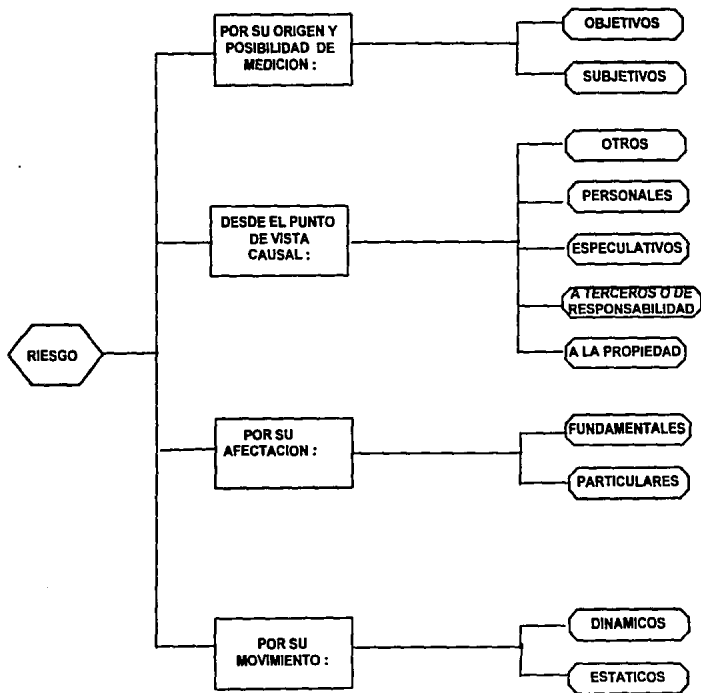 RIESGO
POR SU ORIGEN Y
POSIBILIDAD DE
MEDICION :
OBJETIVOS
SUBJETIVOS
DESDE EL PUNTO
DE VISTA
CAUSAL :
OTROS
PERSONALES
ESPECULATIVOS
A TERCEROS O DE
RESPONSABILIDAD
A LA PROPIEDAD
POR SU
AFECTACION :
FUNDAMENTALES
PARTICULARES
POR SU
MOVIMIENTO :
DINAMICOS
ESTATICOS